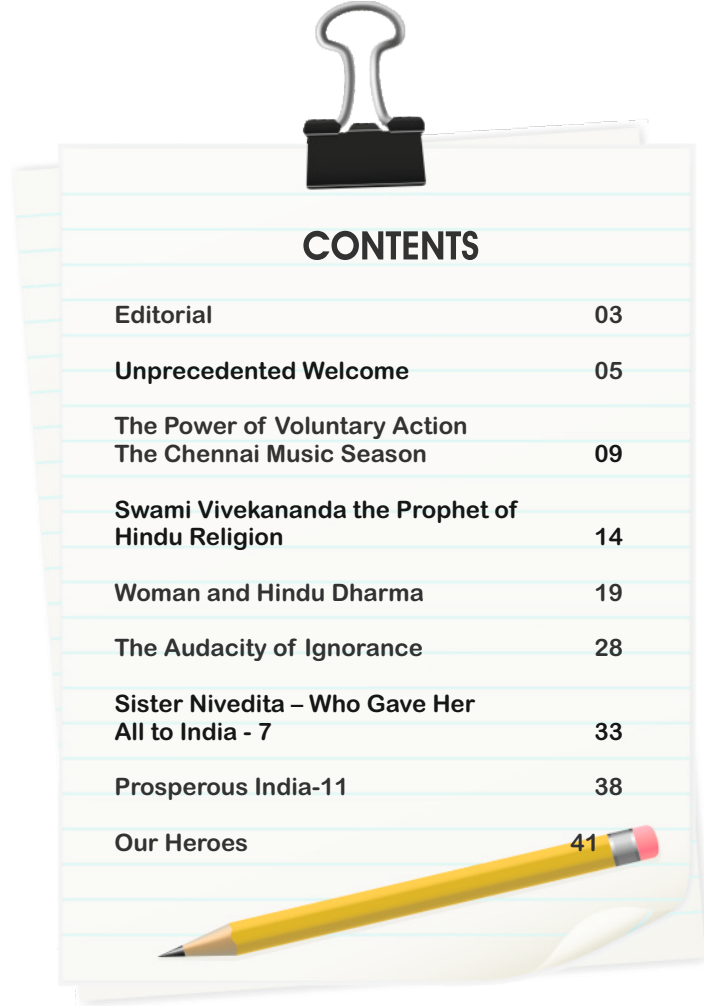 CONTENTS
Editorial 03
Unprecedented Welcome 05
The Power of Voluntary Action
The Chennai Music Season 09
Swami Vivekananda the Prophet of
Hindu Religion 14
Woman and Hindu Dharma 19
The Audacity of Ignorance 28
Sister Nivedita – Who Gave Her
All to India - 7 33
Prosperous India-11 38
Our Heroes 41